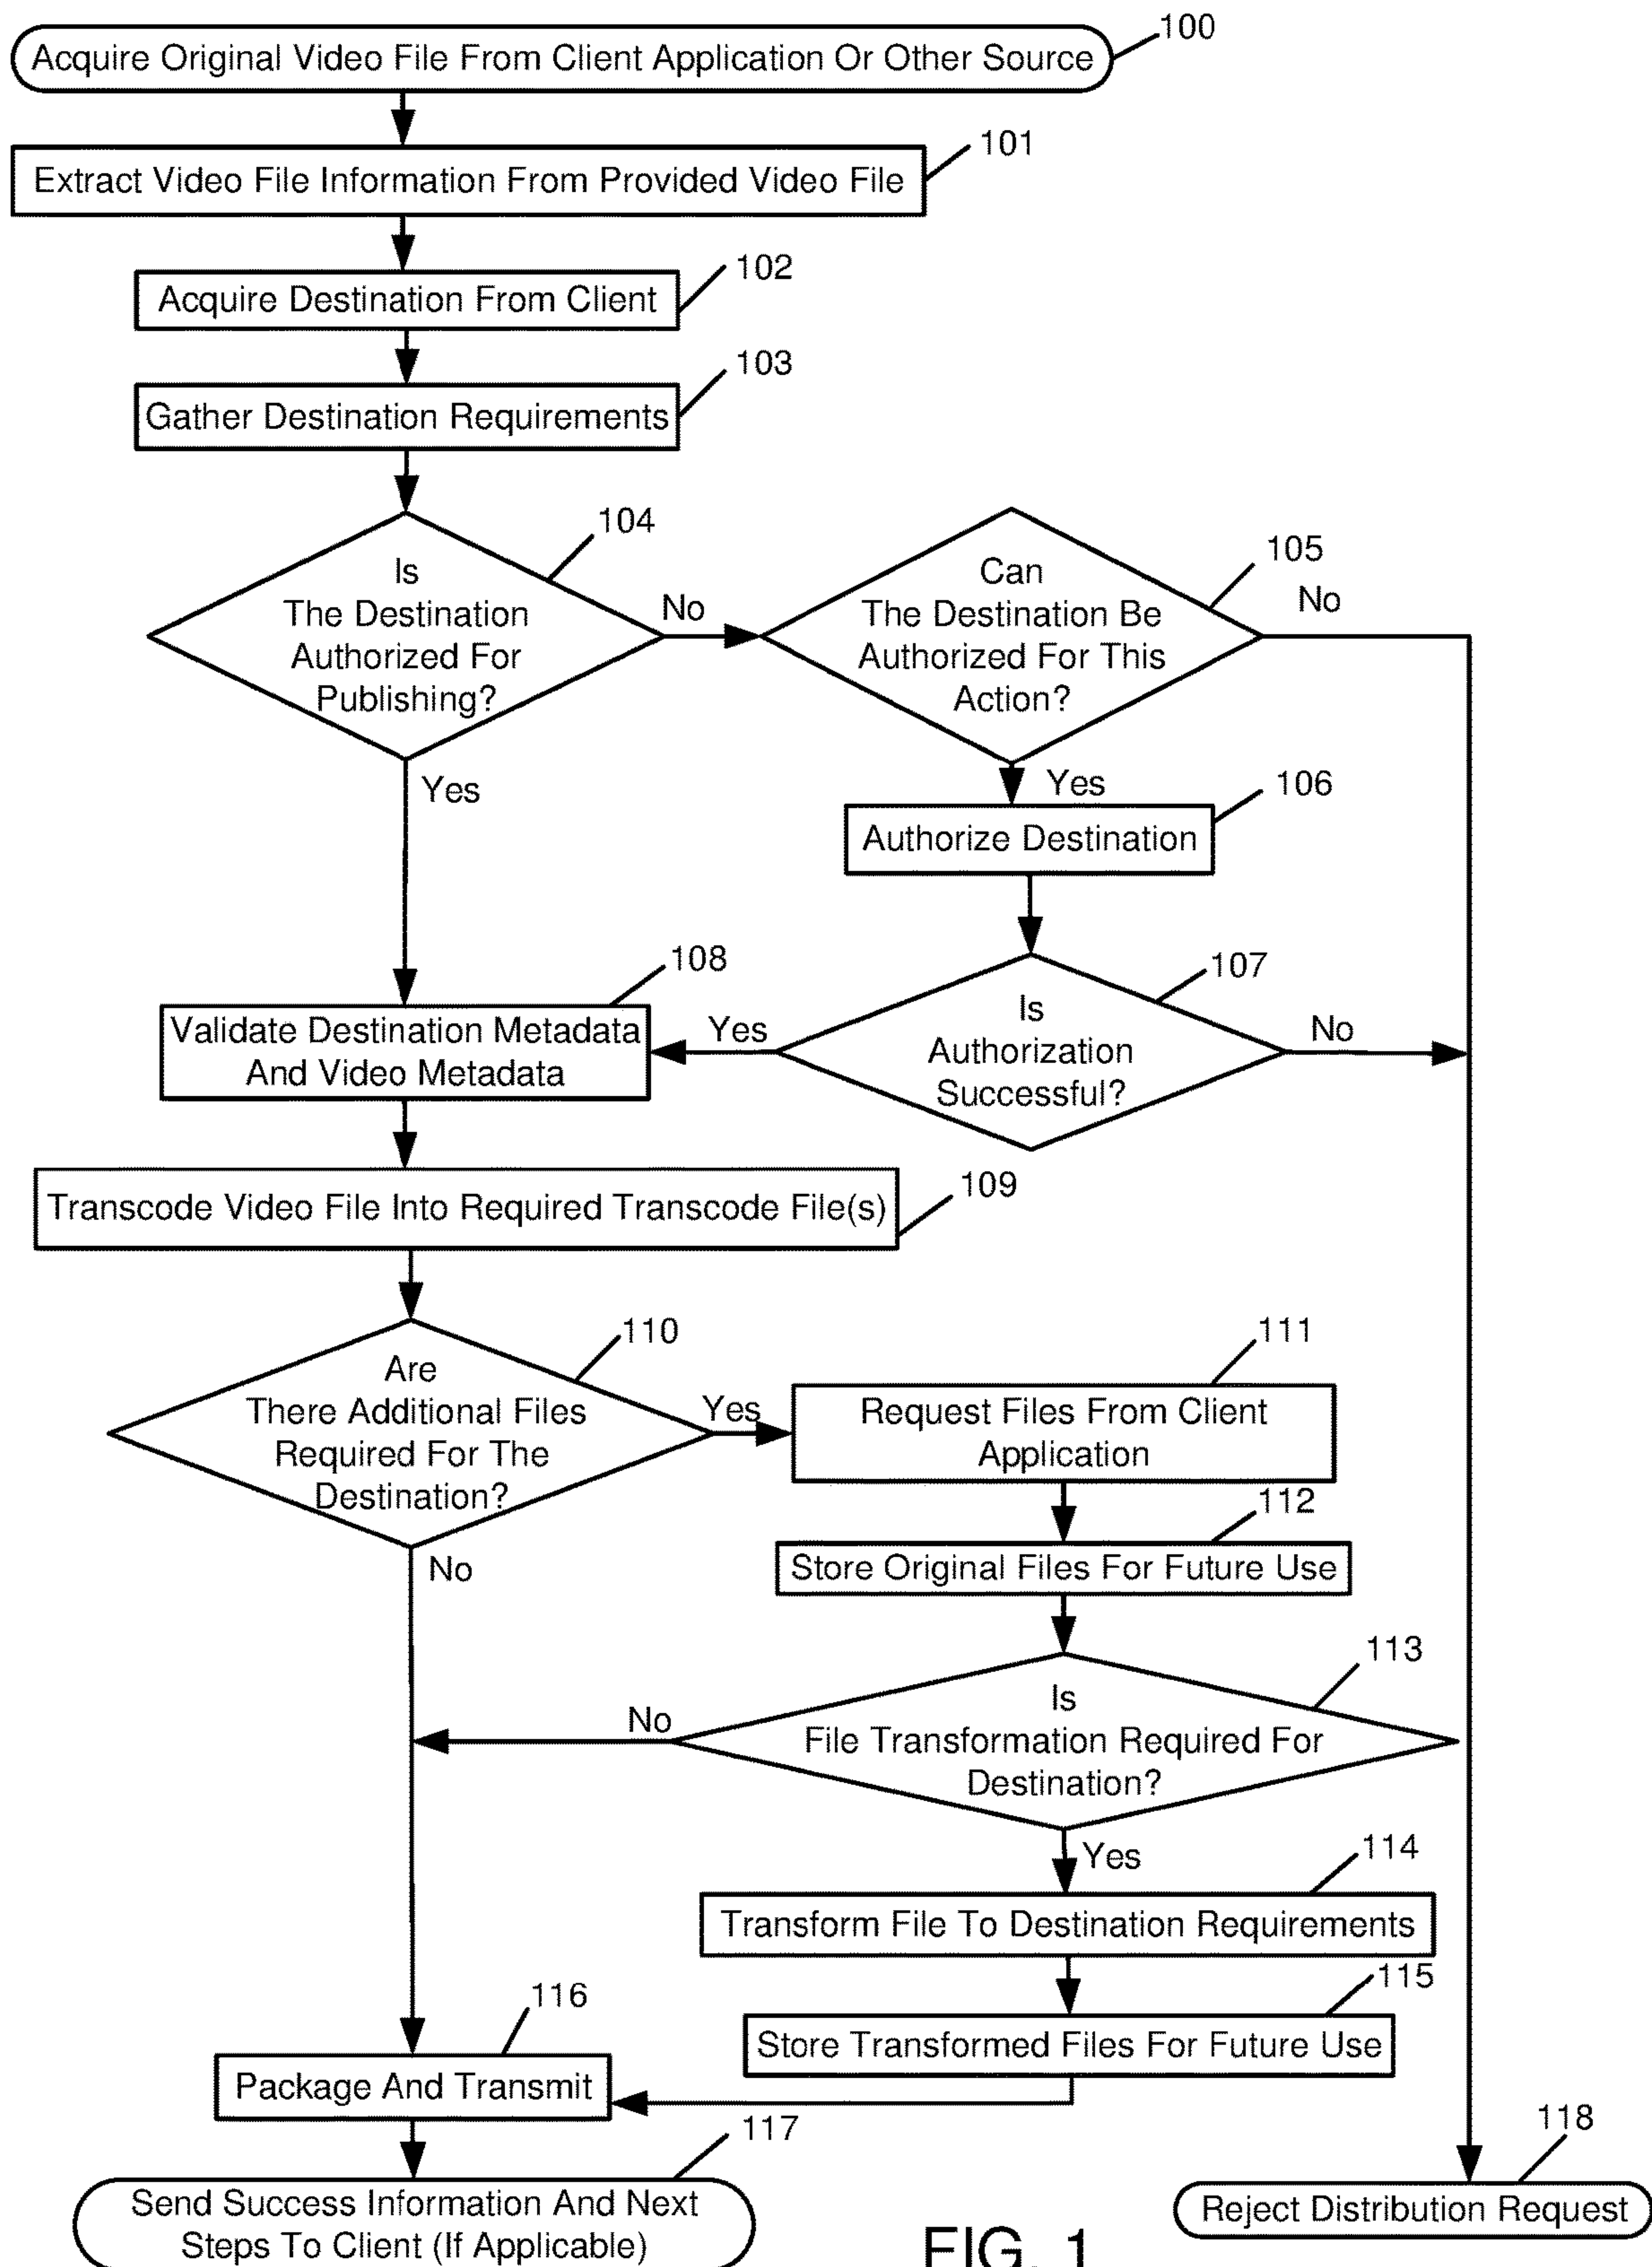 100
Acquire Original Video File From Client Application Or Other Source
101
Extract Video File Information From Provided Video File
102
Acquire Destination From Client
103
Gather Destination Requirements
104
Is
The Destination
Authorized For
Publishing?
No
Yes
105
Can
The Destination Be
Authorized For This
Action?
No
Yes
106
Authorize Destination
107
Is
Authorization
Successful?
Yes
No
108
Validate Destination Metadata
And Video Metadata
109
Transcode Video File Into Required Transcode File(s)
110
Are
There Additional Files
Required For The
Destination?
Yes
No
111
Request Files From Client
Application
112
Store Original Files For Future Use
113
Is
File Transformation Required For
Destination?
No
Yes
114
Transform File To Destination Requirements
115
Store Transformed Files For Future Use
116
Package And Transmit
117
Send Success Information And Next
Steps To Client (If Applicable)
118
Reject Distribution Request
FIG. 1